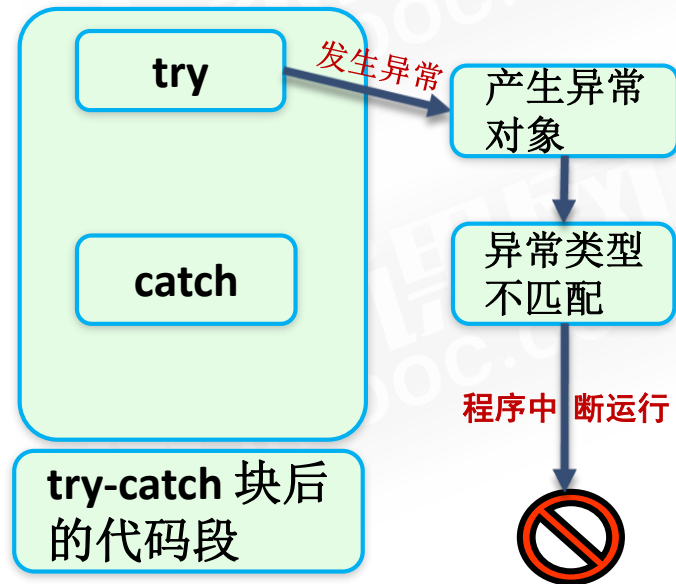 try
发生异常
产生异常
对象
catch
异常类型
不匹配
程序中 断运行
try-catch 块后
的代码段